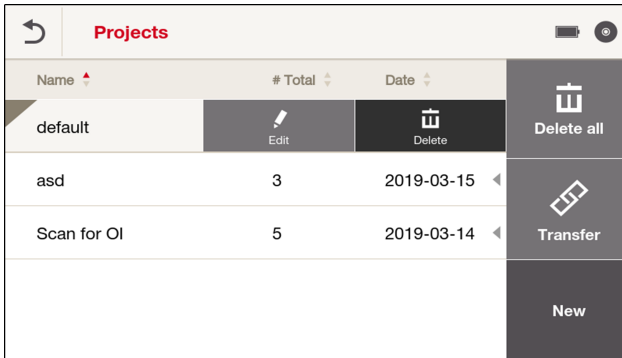 Projects
Name # Total Date
default Edit Delete
Delete all
asd 3 2019-03-15
Scan for OI 5 2019-03-14
Transfer
New